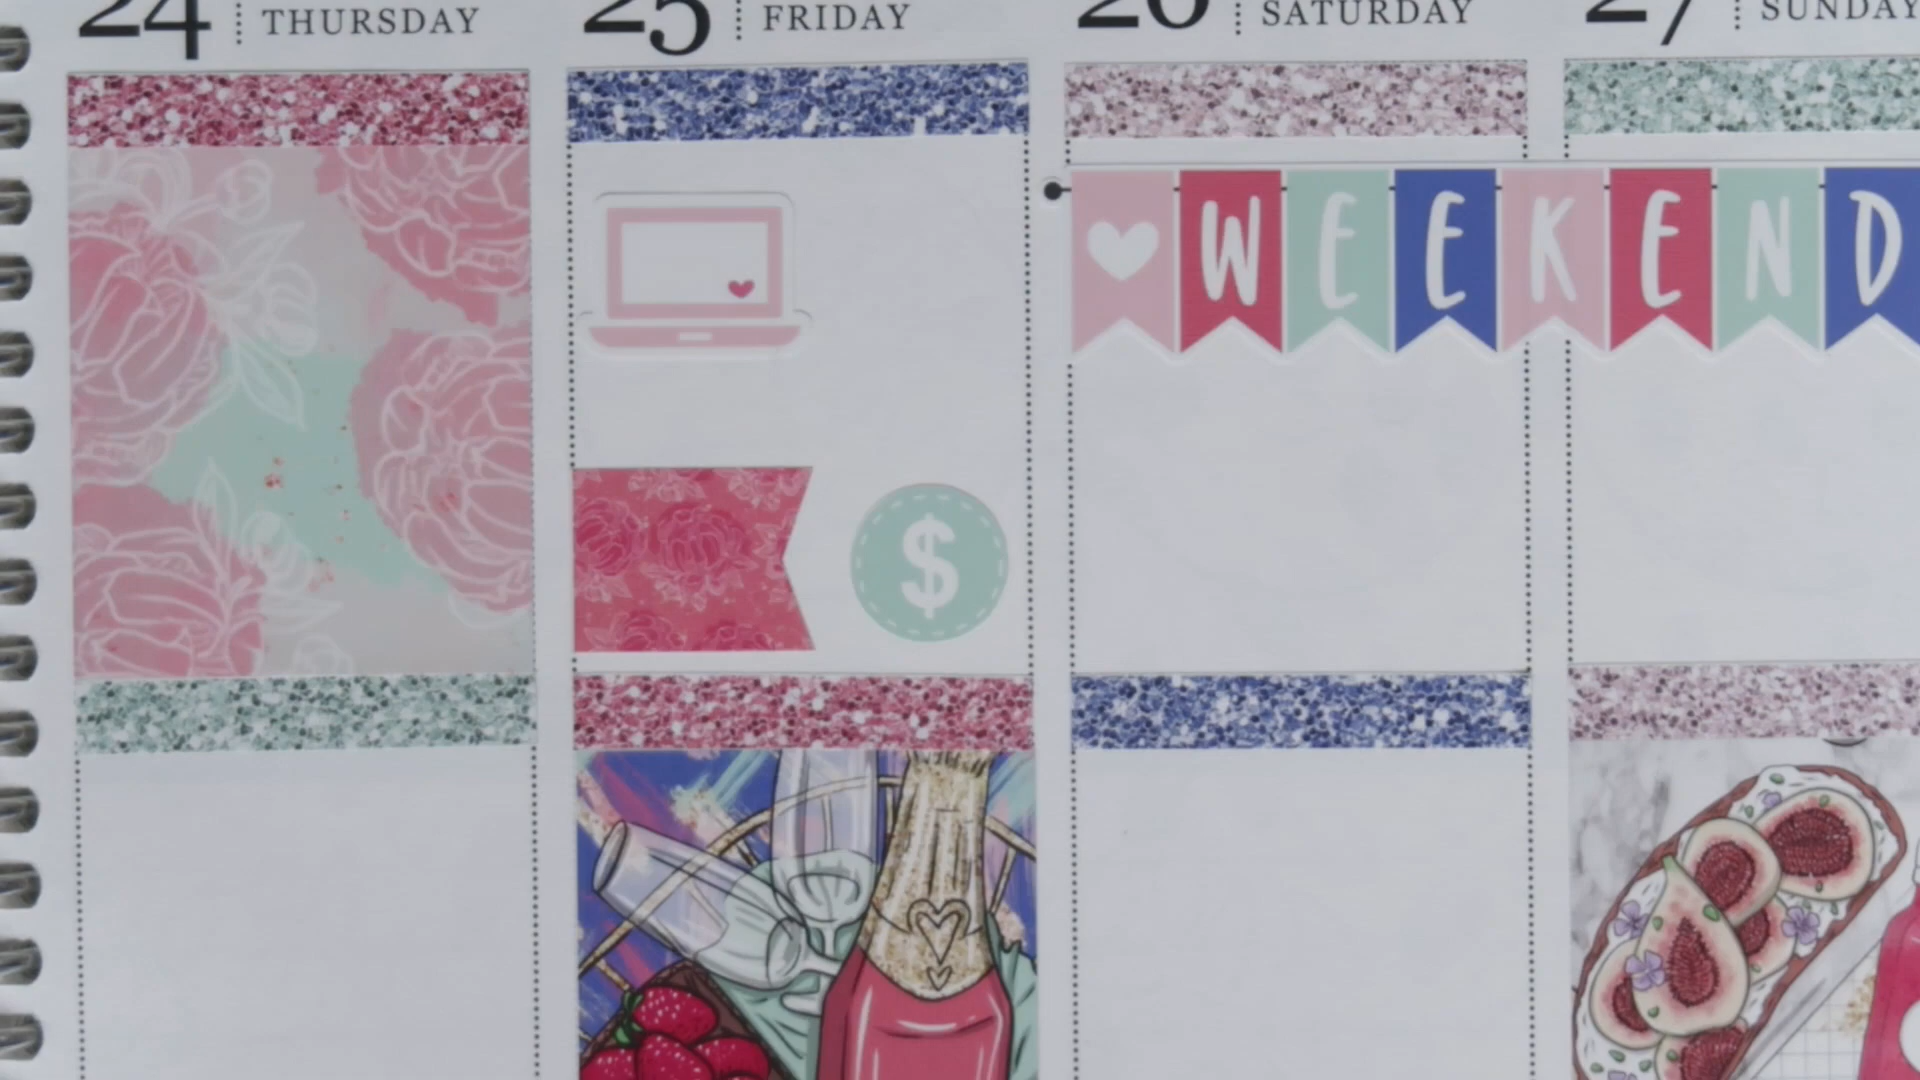 24 THURSDAY
25 FRIDAY
26 SATURDAY
27 SUNDAY
WEEKEND
$